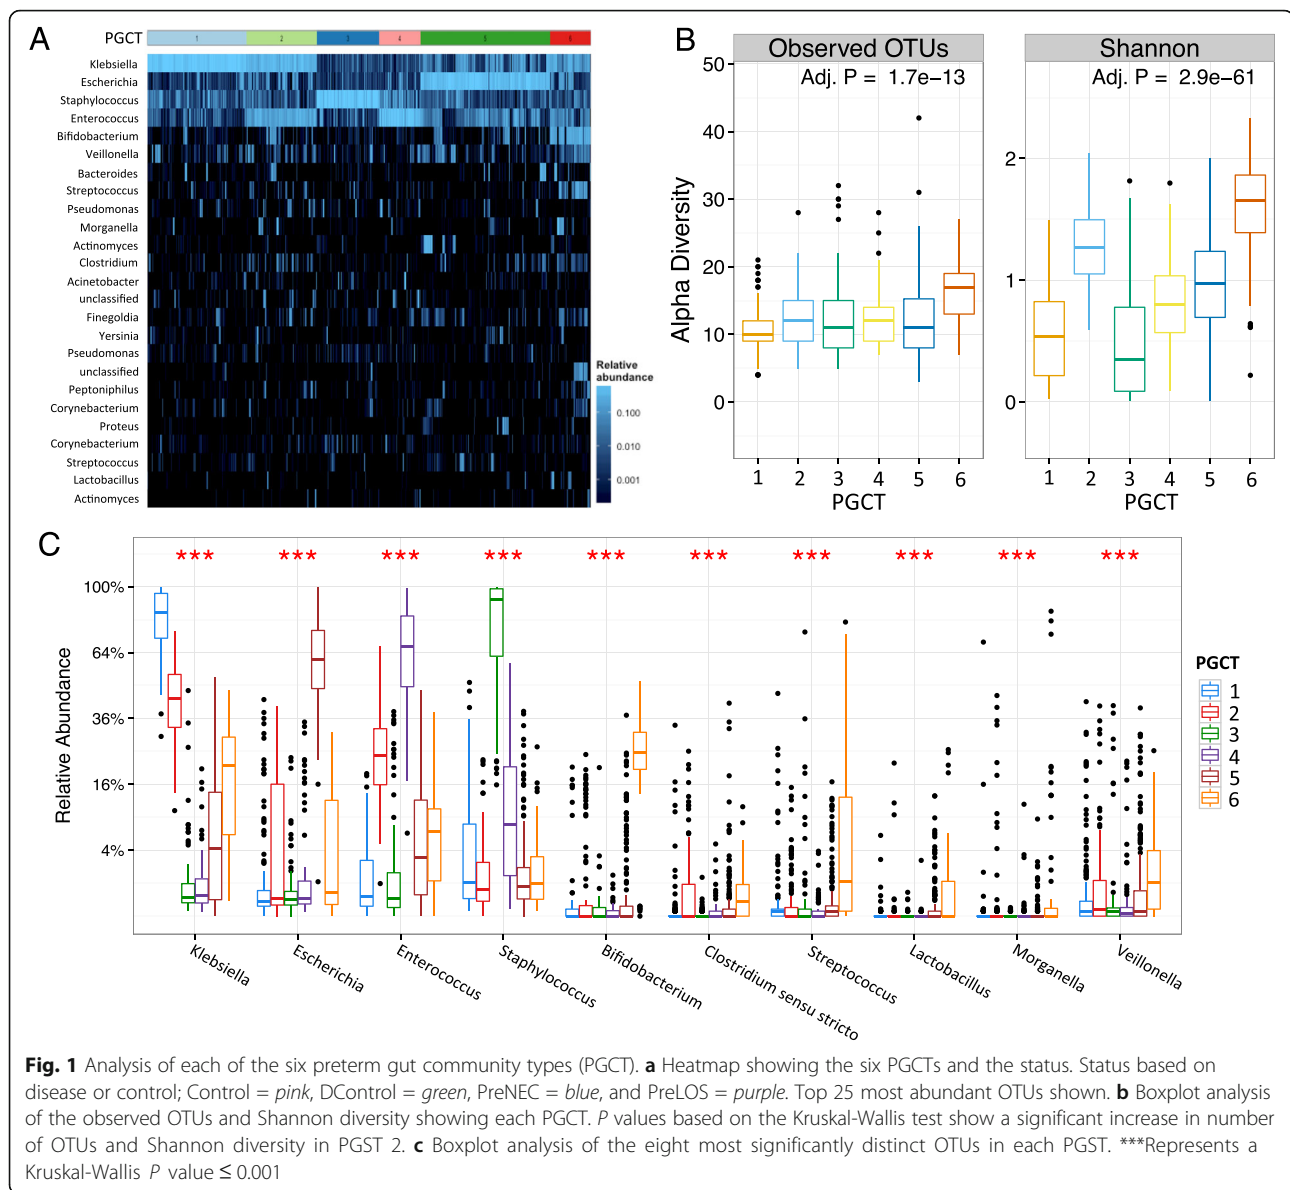 A
PGCT
1 2 3 4 5 6
Klebsiella
Escherichia
Staphylococcus
Enterococcus
Bifidobacterium
Veillonella
Bacteroides
Streptococcus
Pseudomonas
Morganella
Actinomyces
Clostridium
Acinetobacter
unclassified
Finegoldia
Yersinia
Pseudomonas
unclassified
Peptoniphilus
Corynebacterium
Proteus
Corynebacterium
Streptococcus
Lactobacillus
Actinomyces
Relative
abundance
0.100
0.010
0.001
B
Observed OTUs
Adj. P = 1.7e−13
Alpha Diversity
50
40
30
20
10
0
1 2 3 4 5 6
PGCT
Shannon
Adj. P = 2.9e−61
2
1
0
1 2 3 4 5 6
PGCT
C
*** *** *** *** *** *** *** *** *** ***
Relative Abundance
100%
64%
36%
16%
4%
Klebsiella
Escherichia
Enterococcus
Staphylococcus
Bifidobacterium
Clostridium sensu stricto
Streptococcus
Lactobacillus
Morganella
Veillonella
PGCT
1
2
3
4
5
6
Fig. 1 Analysis of each of the six preterm gut community types (PGCT). a Heatmap showing the six PGCTs and the status. Status based on
disease or control; Control = pink, DControl = green, PreNEC = blue, and PreLOS = purple. Top 25 most abundant OTUs shown. b Boxplot analysis
of the observed OTUs and Shannon diversity showing each PGCT. P values based on the Kruskal-Wallis test show a significant increase in number
of OTUs and Shannon diversity in PGST 2. c Boxplot analysis of the eight most significantly distinct OTUs in each PGST. ***Represents a
Kruskal-Wallis P value ≤ 0.001